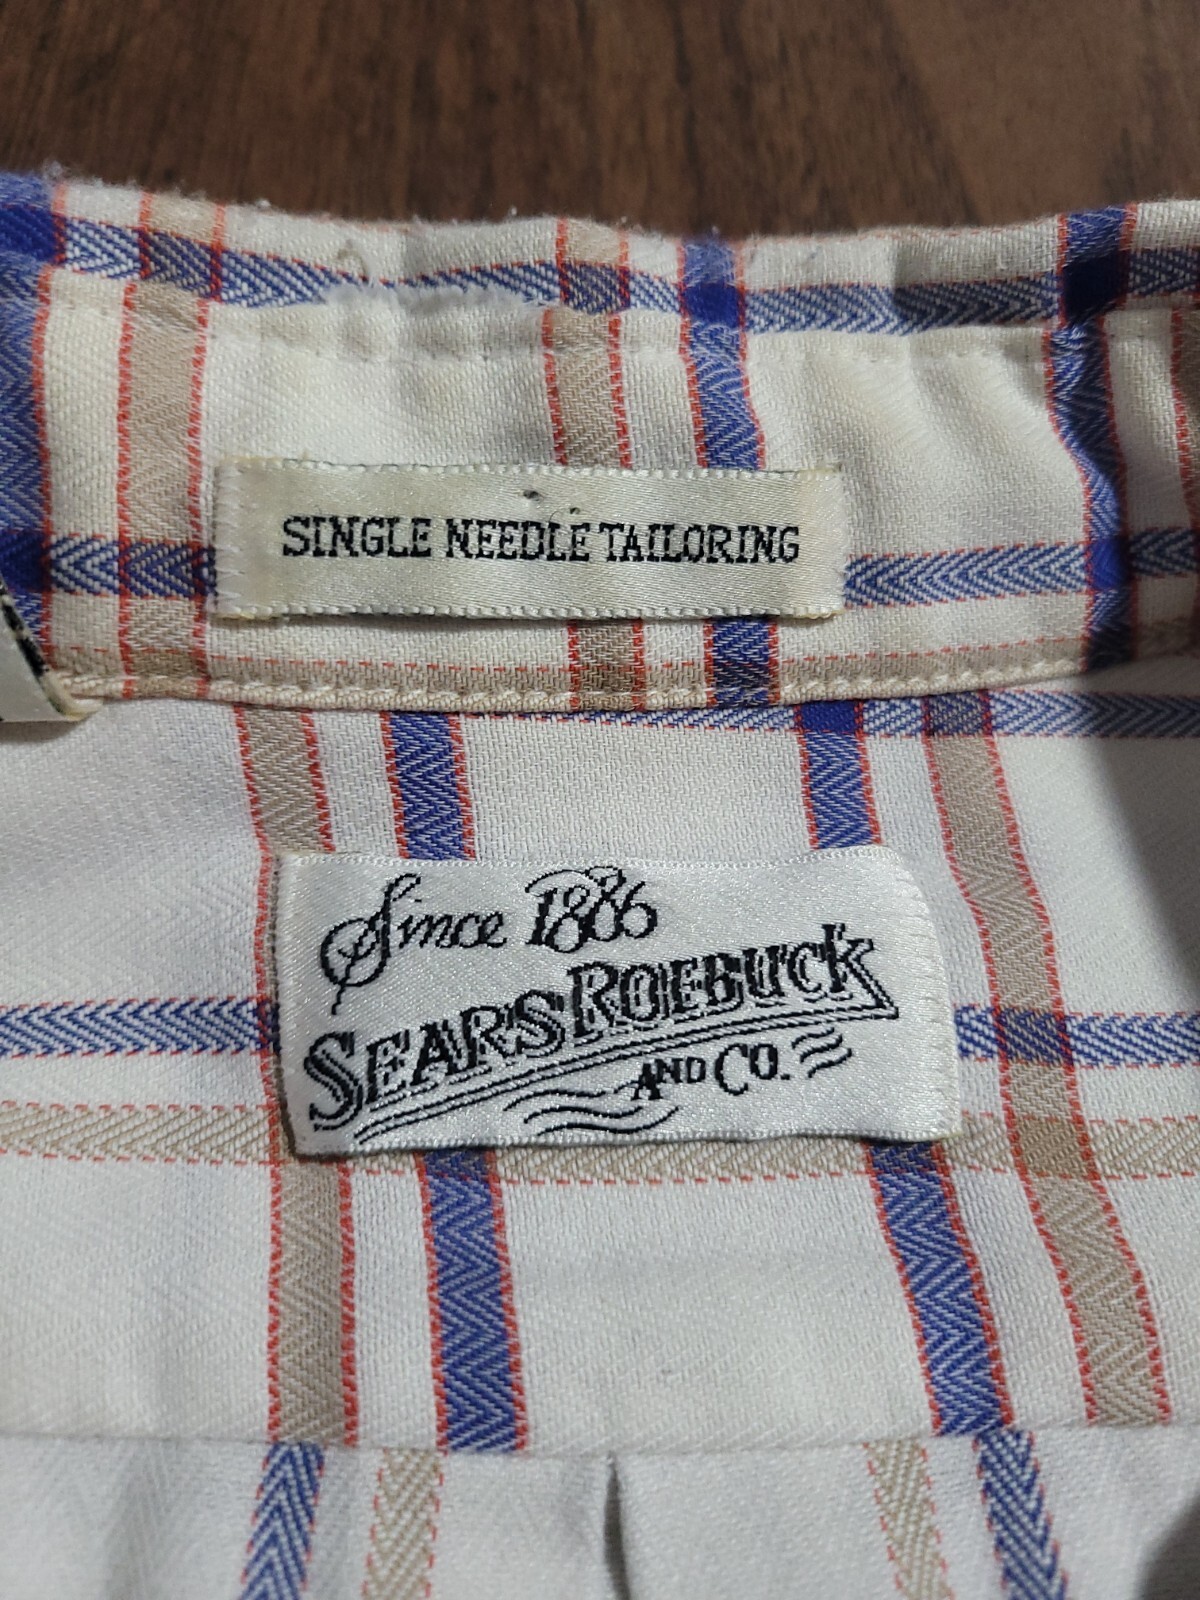 SINGLE NEEDLE TAILORING
Since 1886
SEARS ROEBUCK
AND CO.